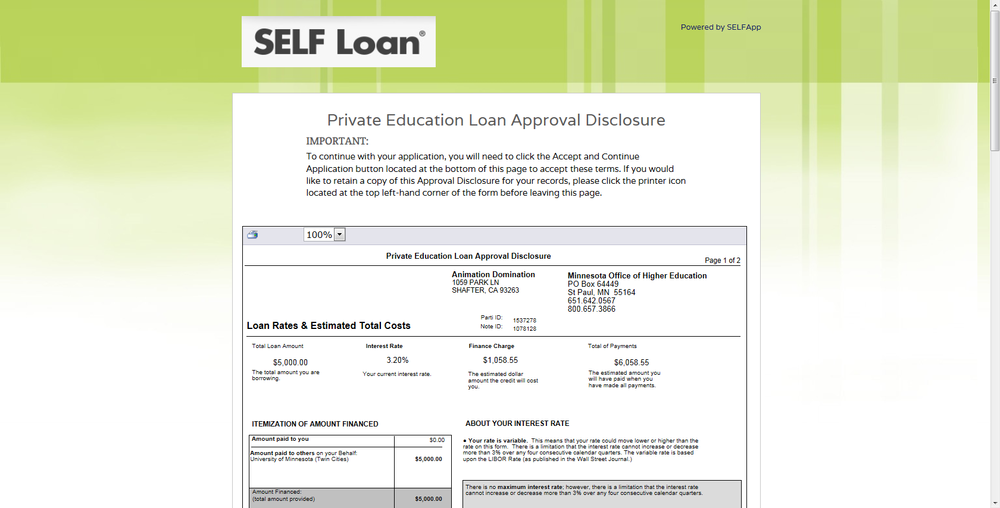 SELF Loan®
Powered by SELFApp
Private Education Loan Approval Disclosure
IMPORTANT:
To continue with your application, you will need to click the Accept and Continue
Application button located at the bottom of this page to accept these terms. If you would
like to retain a copy of this Approval Disclosure for your records, please click the printer icon
located at the top left-hand corner of the form before leaving this page.
100%
Private Education Loan Approval Disclosure
Page 1 of 2
Animation Domination
1059 PARK LN
SHAFTER, CA 93263
Minnesota Office of Higher Education
PO Box 64449
St Paul, MN 55164
651.642.0567
800.657.3866
Parti ID: 1537278
Note ID: 1078128
Loan Rates & Estimated Total Costs
Total Loan Amount
$5,000.00
The total amount you are
borrowing.
Interest Rate
3.20%
Your current interest rate.
Finance Charge
$1,058.55
The estimated dollar
amount the credit will cost
you.
Total of Payments
$6,058.55
The estimated amount you
will have paid when you
have made all payments.
ITEMIZATION OF AMOUNT FINANCED
Amount paid to you $0.00
Amount paid to others on your Behalf:
University of Minnesota (Twin Cities) $5,000.00
Amount Financed:
(total amount provided) $5,000.00
ABOUT YOUR INTEREST RATE
• Your rate is variable. This means that your rate could move lower or higher than the
rate on this form. There is a limitation that the interest rate cannot increase or decrease
more than 3% over any four consecutive calendar quarters. The variable rate is based
upon the LIBOR Rate (as published in the Wall Street Journal.)
There is no maximum interest rate; however, there is a limitation that the interest rate
cannot increase or decrease more than 3% over any four consecutive calendar quarters.